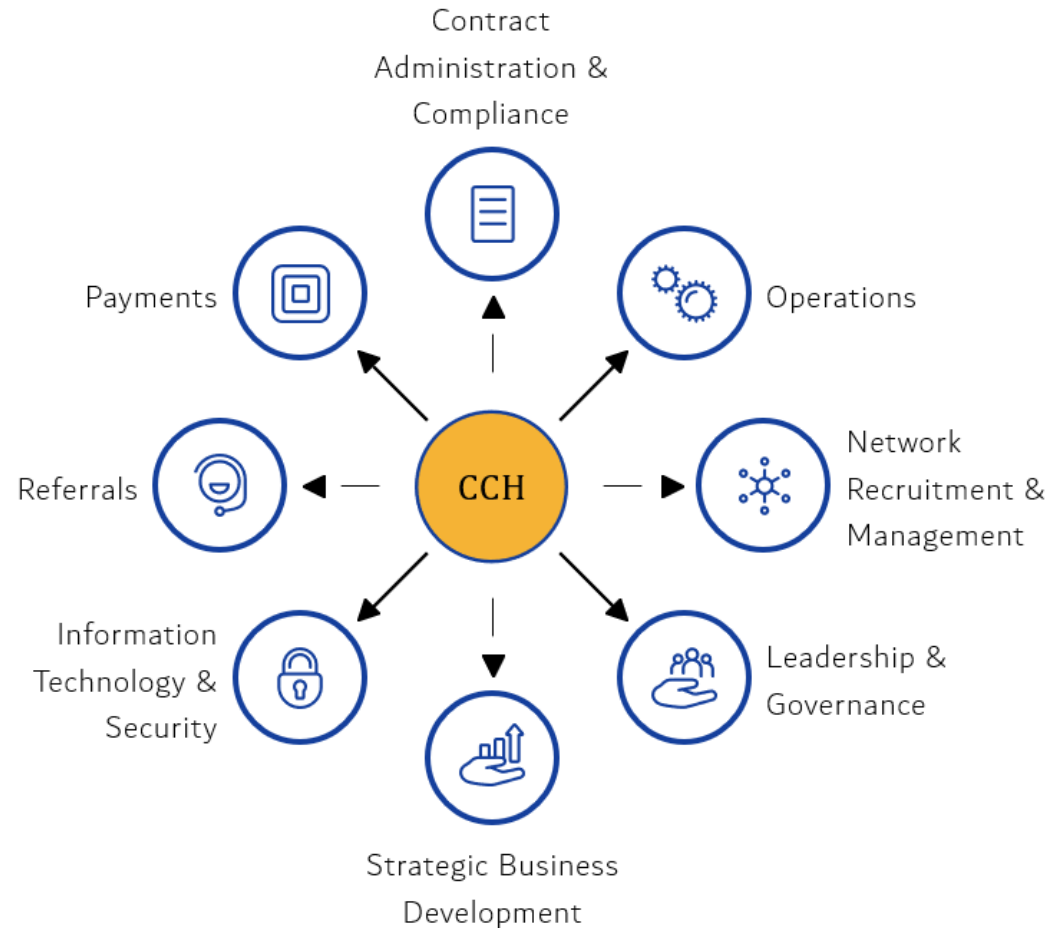 Contract
Administration &
Compliance
Payments
Operations
Referrals
CCH
Network
Recruitment &
Management
Information
Technology &
Security
Leadership &
Governance
Strategic Business
Development